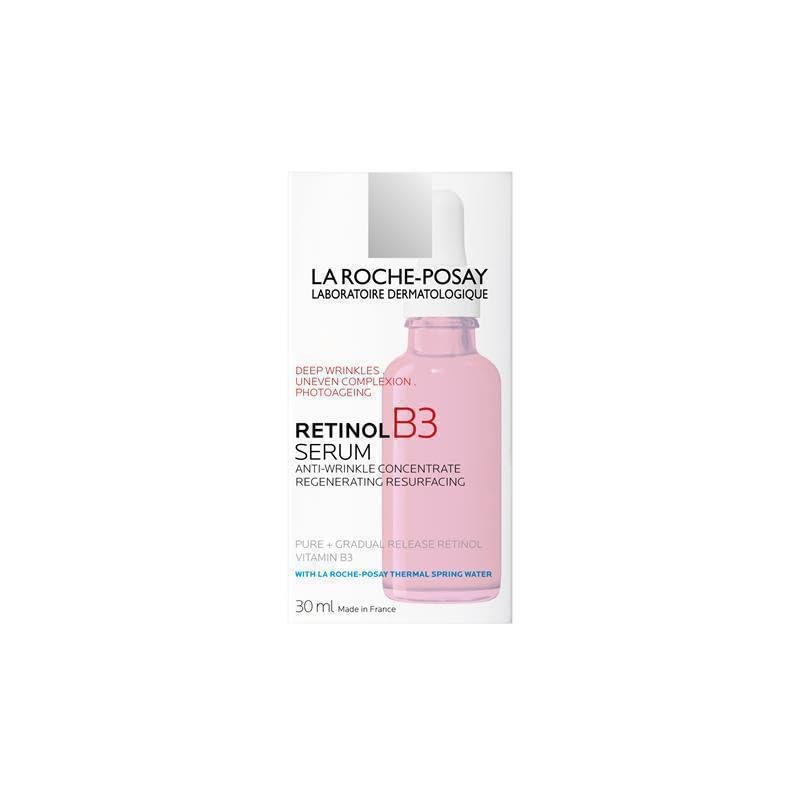 LA ROCHE-POSAY
LABORATOIRE DERMATOLOGIQUE
DEEP WRINKLES .
UNEVEN COMPLEXION .
PHOTOAGEING
RETINOL B3
SERUM
ANTI-WRINKLE CONCENTRATE
REGENERATING RESURFACING
PURE + GRADUAL RELEASE RETINOL
VITAMIN B3
WITH LA ROCHE-POSAY THERMAL SPRING WATER
30 ml Made in France